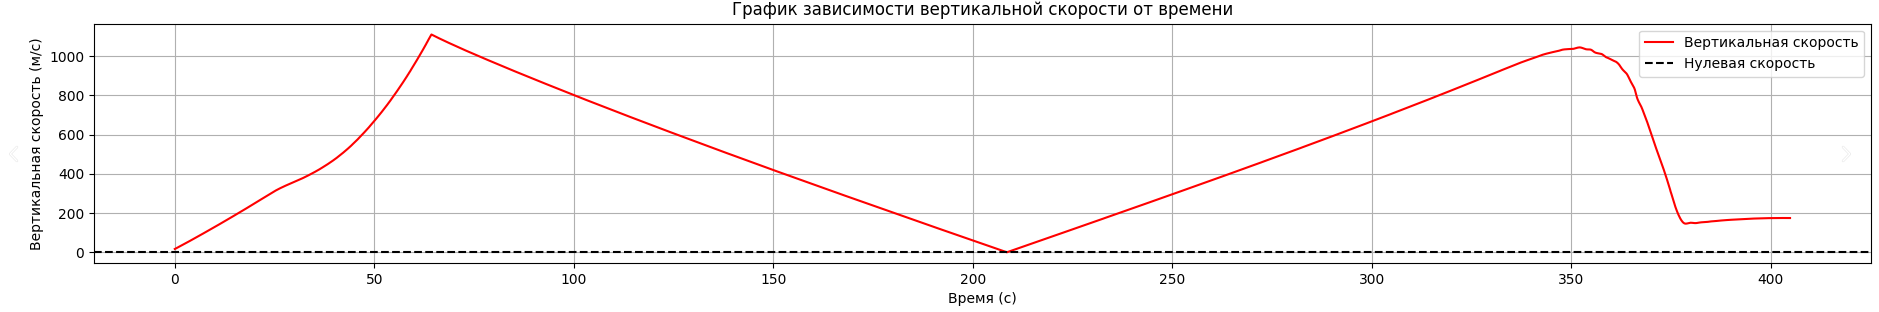 График зависимости вертикальной скорости от времени
Вертикальная скорость (м/с)
1000
800
600
400
200
0
Вертикальная скорость
Нулевая скорость
0 50 100 150 200 250 300 350 400
Время (с)